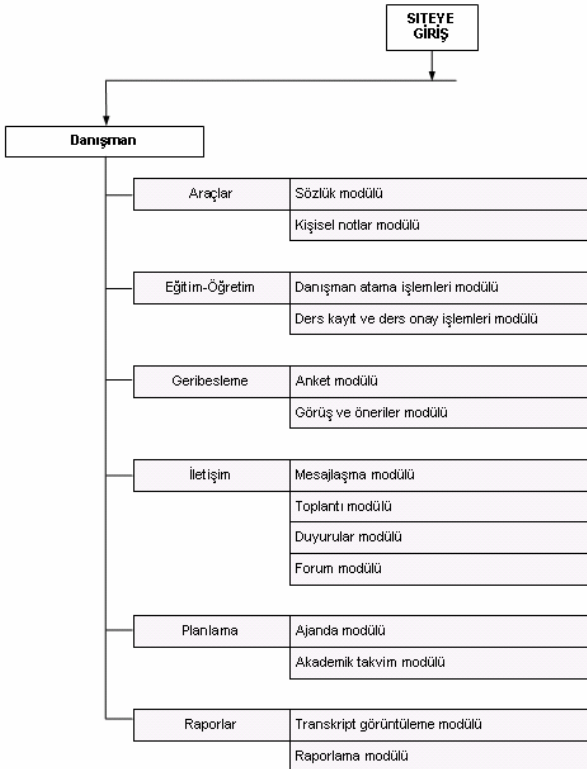 SITEYE
GİRİŞ
Danışman
Araçlar
Sözlük modülü
Kişisel notlar modülü
Eğitim-Öğretim
Danışman atama işlemleri modülü
Ders kayıt ve ders onay işlemleri modülü
Geribesleme
Anket modülü
Görüş ve öneriler modülü
İletişim
Mesajlaşma modülü
Toplantı modülü
Duyurular modülü
Forum modülü
Planlama
Ajanda modülü
Akademik takvim modülü
Raporlar
Transkript görüntüleme modülü
Raporlama modülü